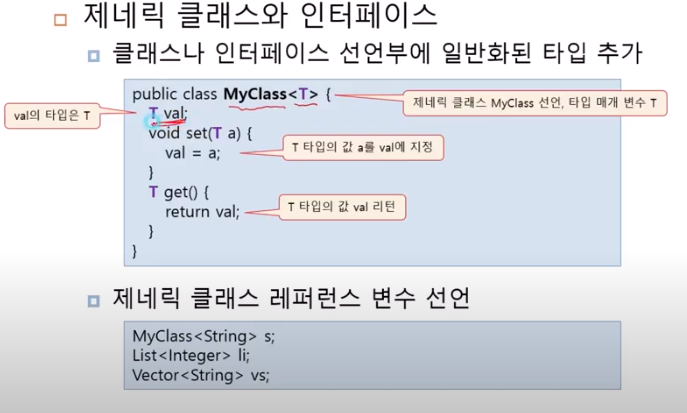 제네릭 클래스와 인터페이스
클래스나 인터페이스 선언부에 일반화된 타입 추가
public class MyClass<T> {
제네릭 클래스 MyClass 선언, 타입 매개 변수 T
val의 타입은 T
T val;
void set(T a) {
val = a;
T 타입의 값 a를 val에 지정
}
T get() {
return val;
T 타입의 값 val 리턴
}
}
제네릭 클래스 레퍼런스 변수 선언
MyClass<String> s;
List<Integer> li;
Vector<String> vs;